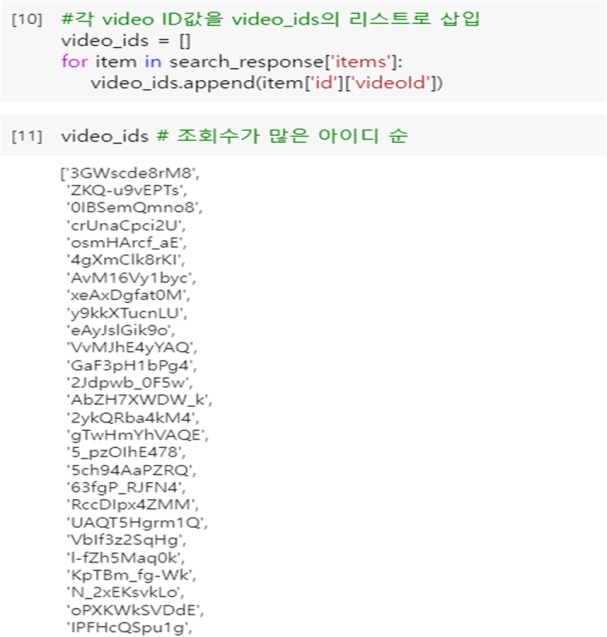 [10] #각 video ID값을 video_ids의 리스트로 삽입
video_ids = []
for item in search_response['items']:
video_ids.append(item['id']['videoId'])
[11] video_ids # 조회수가 많은 아이디 순
['3GWscde8rM8',
'ZKQ-u9vEPTs',
'0IBSemQmno8',
'crUnaCpci2U',
'osmHArcf_aE',
'4gXmClk8rKI',
'AvM16Vy1byc',
'xeAxDgfat0M',
'y9kkXTucnLU',
'eAyJslGik9o',
'VvMJhE4yYAQ',
'GaF3pH1bPg4',
'2Jdpwb_0F5w',
'AbZH7XWDW_k',
'2ykQRba4kM4',
'gTwHmYhVAQE',
'5_pzOIhE478',
'5ch94AaPZRQ',
'63fgP_RJFN4',
'RccDIpx4ZMM',
'UAQT5Hgrm1Q',
'VbIf3z2SqHg',
'l-fZh5Maq0k',
'KpTBm_fg-Wk',
'N_2xEKsvkLo',
'oPXKWkSVDdE',
'IPFHcQSpu1g',